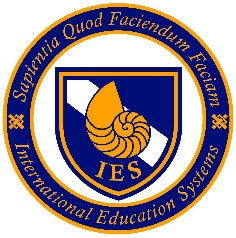 Sapientia Quod Faciendum Faciam
IES
International Education Systems